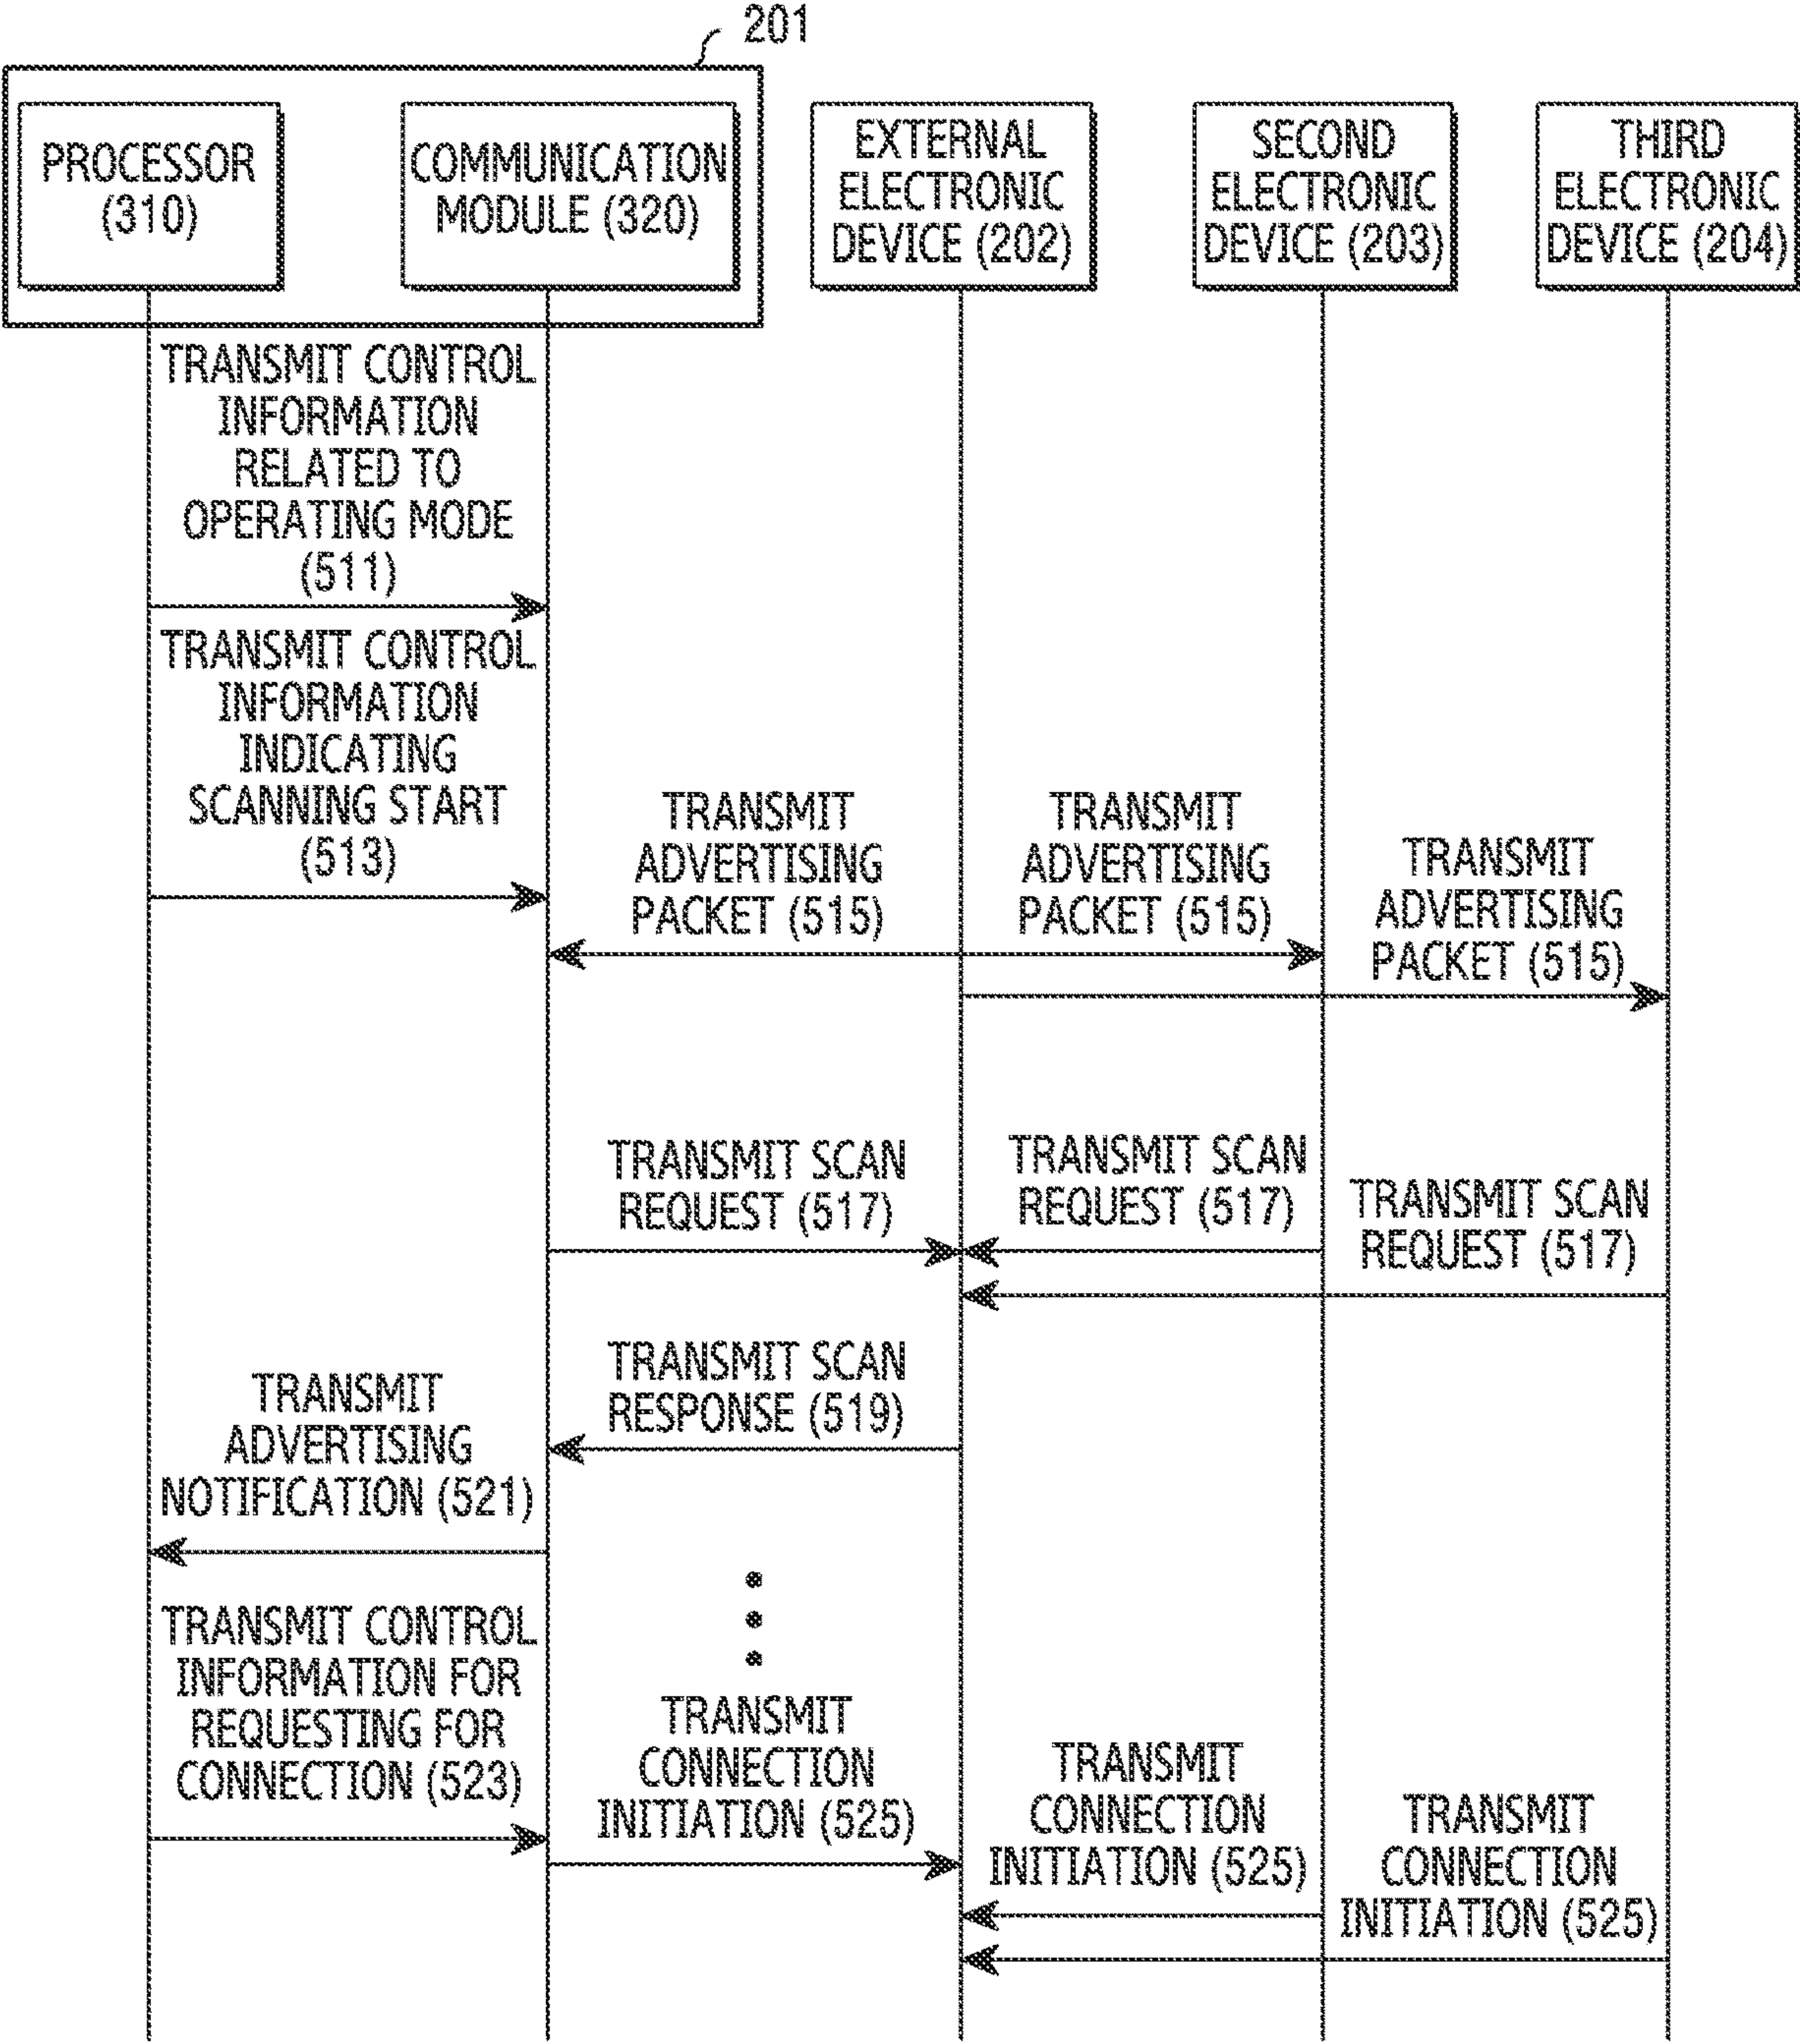 201
PROCESSOR
(310)
COMMUNICATION
MODULE (320)
EXTERNAL
ELECTRONIC
DEVICE (202)
SECOND
ELECTRONIC
DEVICE (203)
THIRD
ELECTRONIC
DEVICE (204)
TRANSMIT CONTROL
INFORMATION
RELATED TO
OPERATING MODE
(511)
TRANSMIT CONTROL
INFORMATION
INDICATING
SCANNING START
(513)
TRANSMIT
ADVERTISING
PACKET (515)
TRANSMIT
ADVERTISING
PACKET (515)
TRANSMIT
ADVERTISING
PACKET (515)
TRANSMIT SCAN
REQUEST (517)
TRANSMIT SCAN
REQUEST (517)
TRANSMIT SCAN
REQUEST (517)
TRANSMIT SCAN
RESPONSE (519)
TRANSMIT
ADVERTISING
NOTIFICATION (521)
TRANSMIT CONTROL
INFORMATION FOR
REQUESTING FOR
CONNECTION (523)
TRANSMIT
CONNECTION
INITIATION (525)
TRANSMIT
CONNECTION
INITIATION (525)
TRANSMIT
CONNECTION
INITIATION (525)